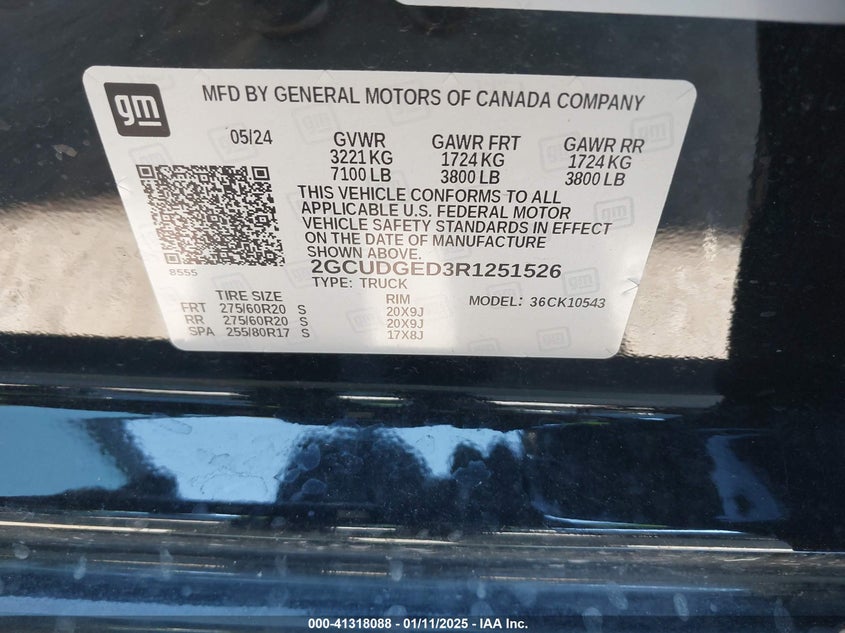 gm
MFD BY GENERAL MOTORS OF CANADA COMPANY
05/24 GVWR GAWR FRT GAWR RR
3221 KG 1724 KG 1724 KG
7100 LB 3800 LB 3800 LB
THIS VEHICLE CONFORMS TO ALL
APPLICABLE U.S. FEDERAL MOTOR
VEHICLE SAFETY STANDARDS IN EFFECT
ON THE DATE OF MANUFACTURE
SHOWN ABOVE.
8555
2GCUDGED3R1251526
TYPE: TRUCK MODEL: 36CK10543
TIRE SIZE RIM
FRT 275/60R20 S 20X9J
RR 275/60R20 S 20X9J
SPA 255/80R17 S 17X8J
000-41318088 - 01/11/2025 - IAA Inc.